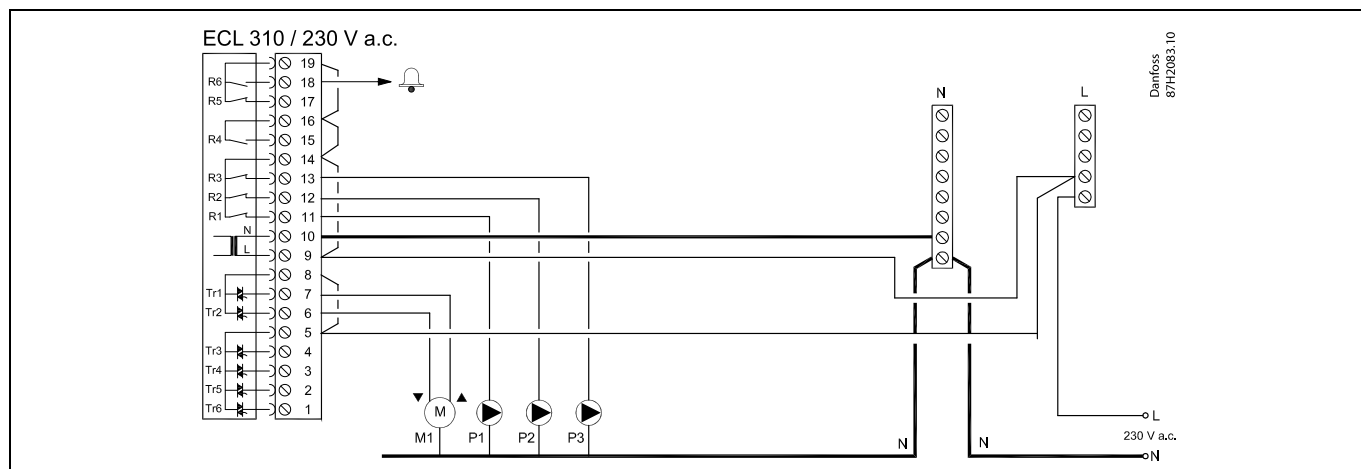 ECL 310 / 230 V a.c.
Danfoss
87H2083.10
19
R6 18
R5 17
16
R4 15
14
R3 13
R2 12
R1 11
N 10
L 9
8
Tr1 7
Tr2 6
5
Tr3 4
Tr4 3
Tr5 2
Tr6 1
N
L
M
M1
P1
P2
P3
N
N
L
230 V a.c.
N